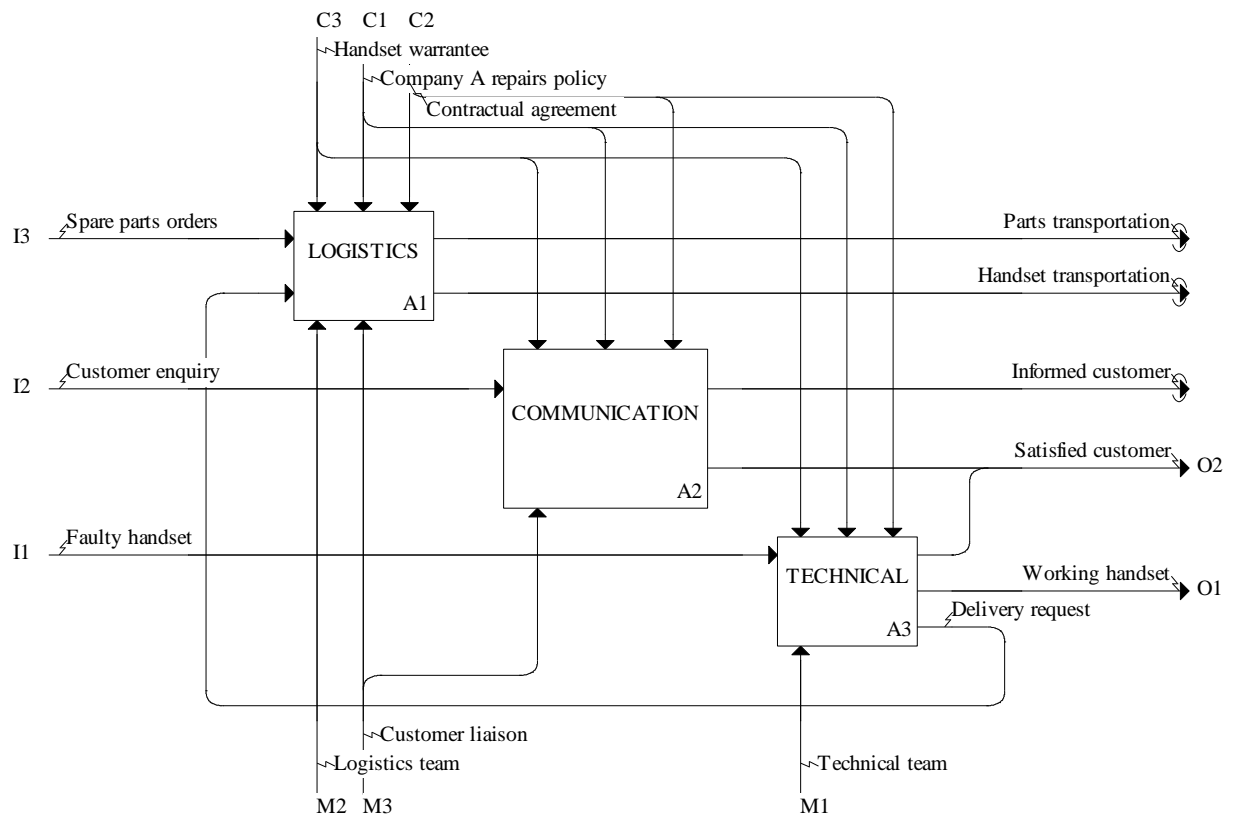 C3 C1 C2
Handset warrantee
Company A repairs policy
Contractual agreement
I3 Spare parts orders
Parts transportation
LOGISTICS
Handset transportation
A1
I2 Customer enquiry
Informed customer
COMMUNICATION
Satisfied customer O2
A2
I1 Faulty handset
TECHNICAL
Working handset O1
Delivery request
A3
Customer liaison
Logistics team
Technical team
M2 M3 M1